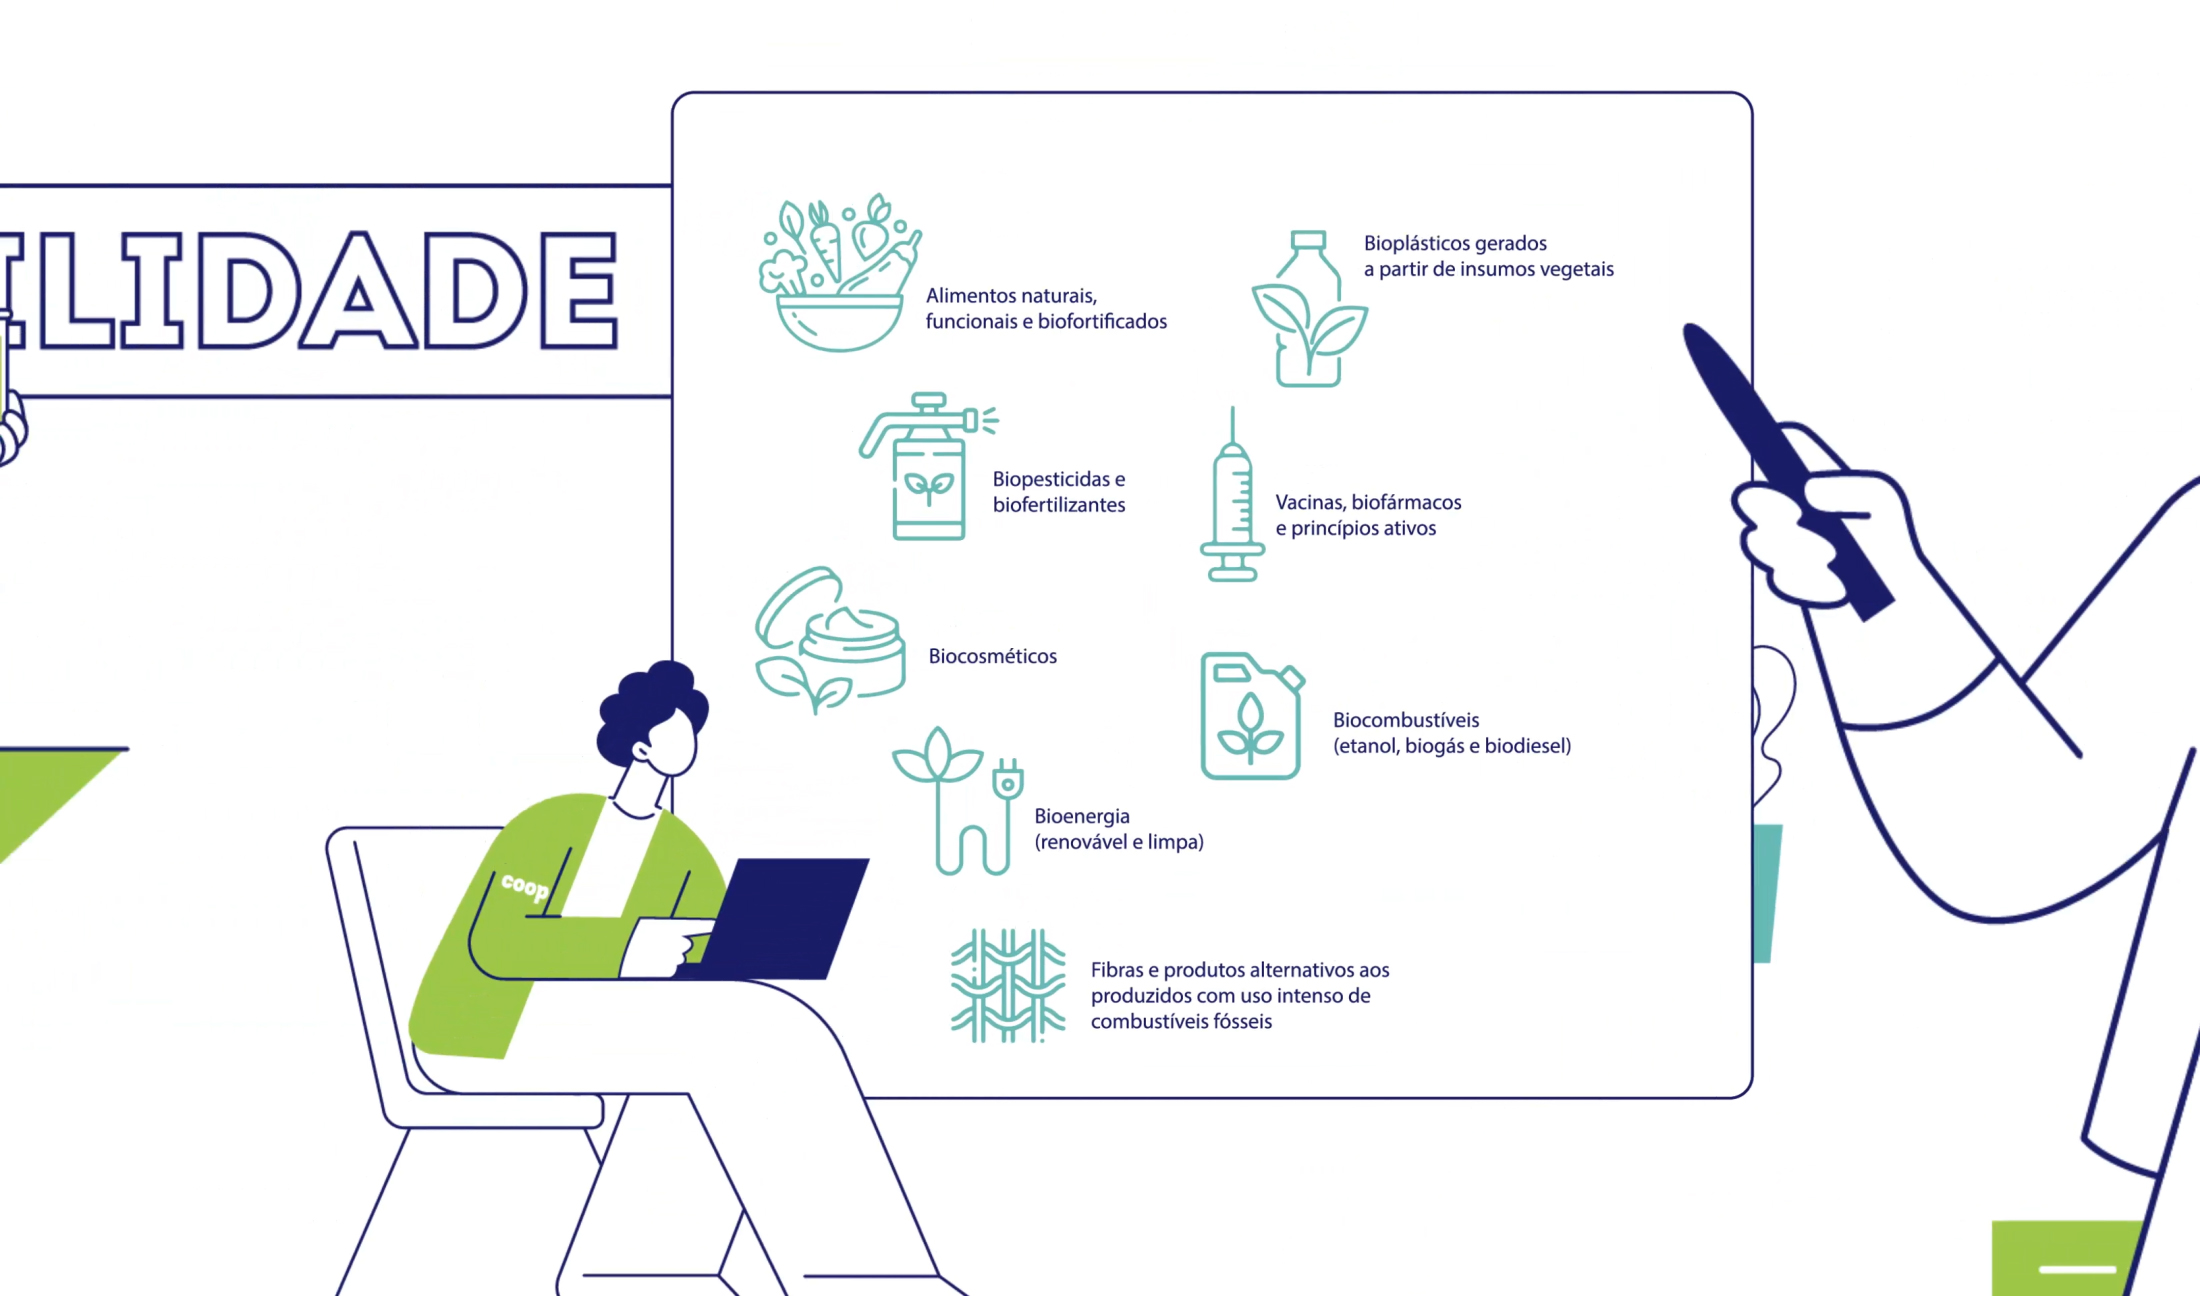 ILIDADE
Alimentos naturais,
funcionais e biofortificados
Bioplásticos gerados
a partir de insumos vegetais
Biopesticidas e
biofertilizantes
Vacinas, biofármacos
e princípios ativos
Biocosméticos
Biocombustíveis
(etanol, biogás e biodiesel)
Bioenergia
(renovável e limpa)
coop
Fibras e produtos alternativos aos
produzidos com uso intenso de
combustíveis fósseis